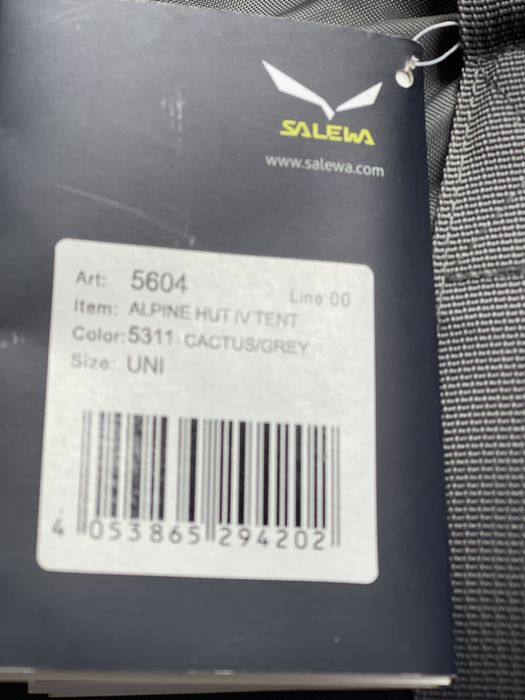 SALEWA
www.salewa.com
Art: 5604 Line:00
Item: ALPINE HUT IV TENT
Color:5311 CACTUS/GREY
Size: UNI
4 053865 294202